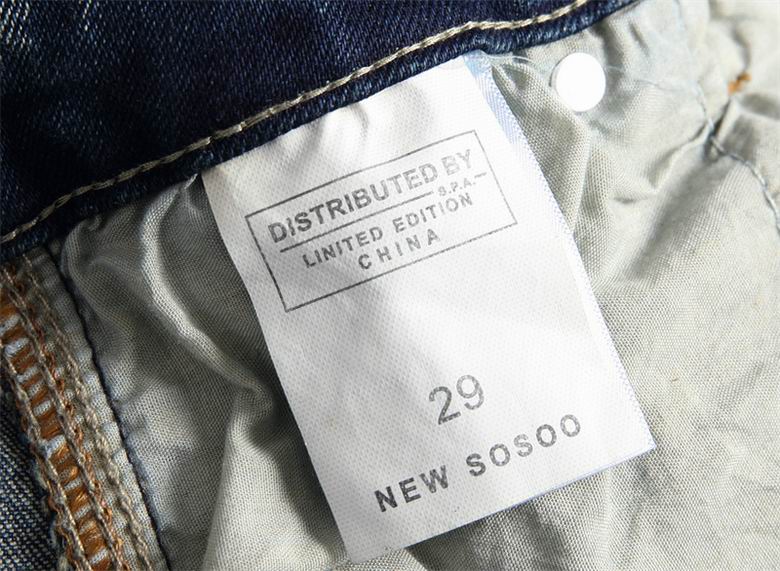 DISTRIBUTED BY
S.P.A.
LIMITED EDITION
CHINA
29
NEW SOSOO